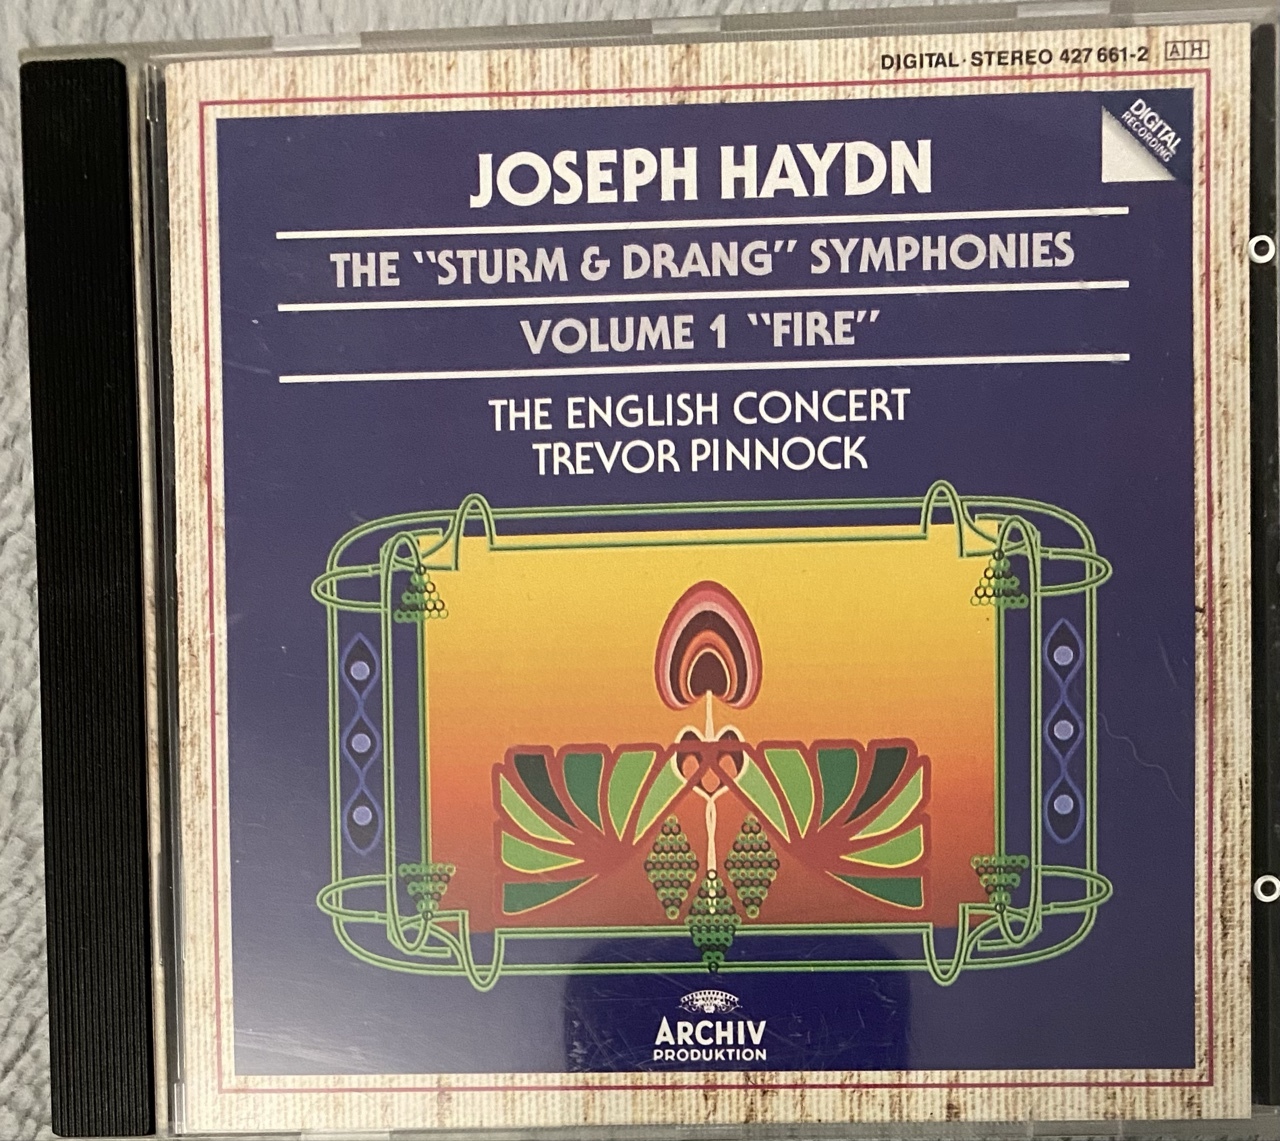 DIGITAL·STEREO 427 661-2 AH
DIGITAL
RECORDING
JOSEPH HAYDN
THE "STURM & DRANG" SYMPHONIES
VOLUME 1 "FIRE"
THE ENGLISH CONCERT
TREVOR PINNOCK
ARCHIV
PRODUKTION